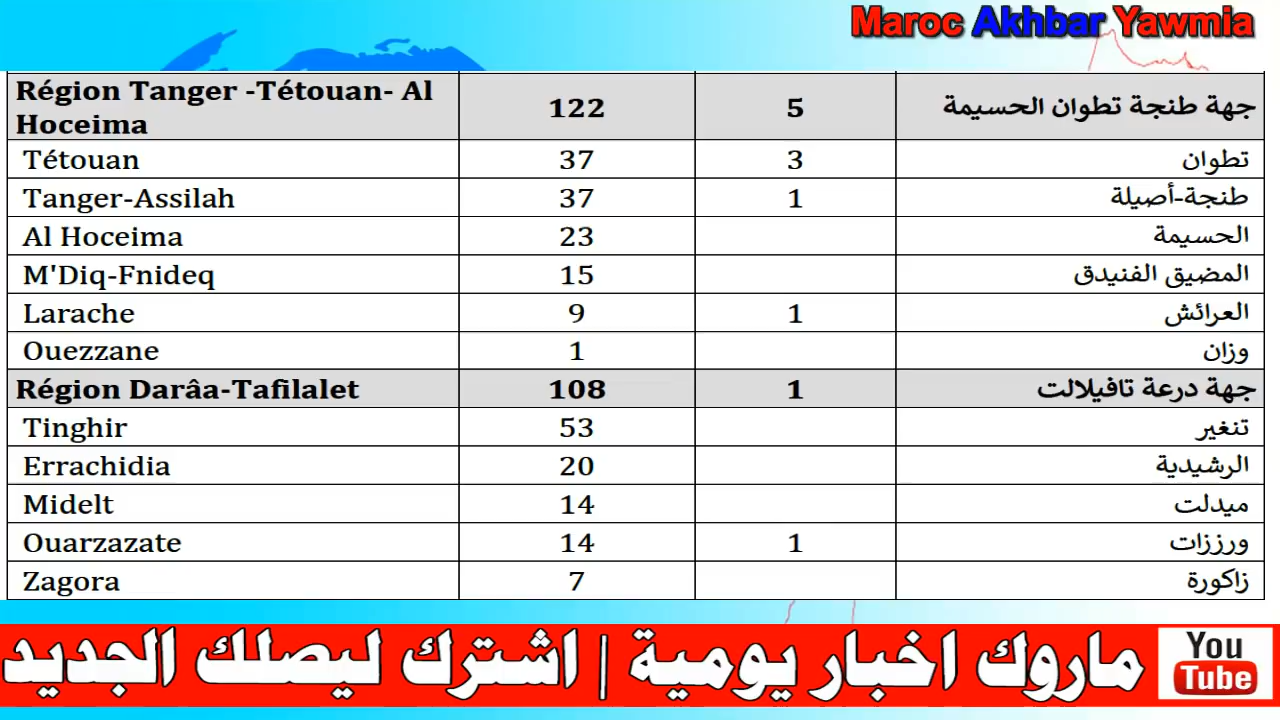 Maroc Akhbar Yawmia
Région Tanger -Tétouan- Al Hoceima 122 5 جهة طنجة تطوان الحسيمة
Tétouan 37 3 تطوان
Tanger-Assilah 37 1 طنجة-أصيلة
Al Hoceima 23 الحسيمة
M'Diq-Fnideq 15 المضيق الفنيدق
Larache 9 1 العرائش
Ouezzane 1 وزان
Région Darâa-Tafilalet 108 1 جهة درعة تافيلالت
Tinghir 53 تنغير
Errachidia 20 الرشيدية
Midelt 14 ميدلت
Ouarzazate 14 1 ورززات
Zagora 7 زاكورة
ماروك اخبار يومية | اشترك ليصلك الجديد
You
Tube